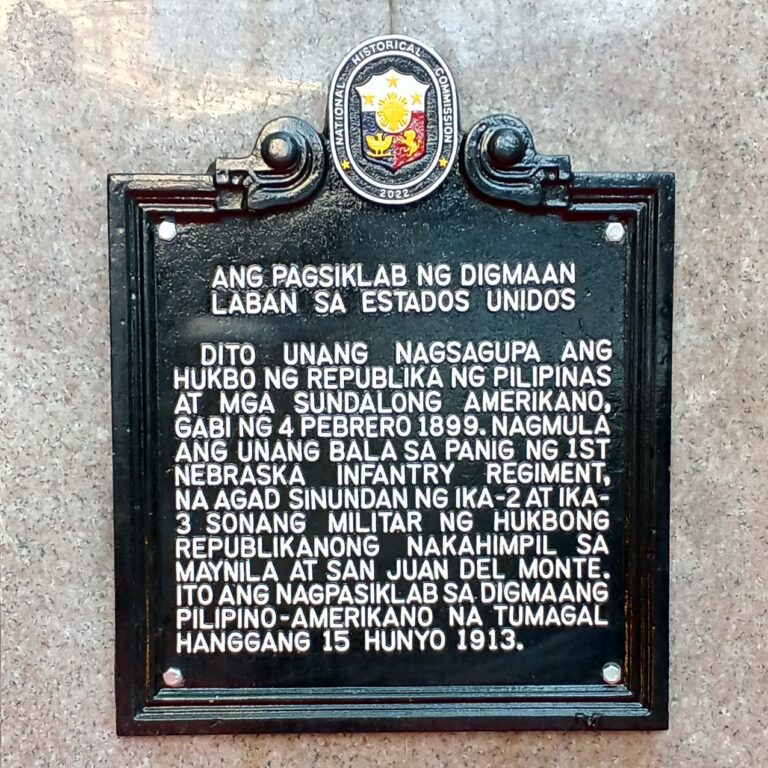 NATIONAL HISTORICAL COMMISSION
2022
ANG PAGSIKLAB NG DIGMAAN
LABAN SA ESTADOS UNIDOS
DITO UNANG NAGSAGUPA ANG
HUKBO NG REPUBLIKA NG PILIPINAS
AT MGA SUNDALONG AMERIKANO,
GABI NG 4 PEBRERO 1899. NAGMULA
ANG UNANG BALA SA PANIG NG 1ST
NEBRASKA INFANTRY REGIMENT,
NA AGAD SINUNDAN NG IKA-2 AT IKA-
3 SONANG MILITAR NG HUKBONG
REPUBLIKANONG NAKAHIMPIL SA
MAYNILA AT SAN JUAN DEL MONTE.
ITO ANG NAGPASIKLAB SA DIGMAANG
PILIPINO-AMERIKANO NA TUMAGAL
HANGGANG 15 HUNYO 1913.